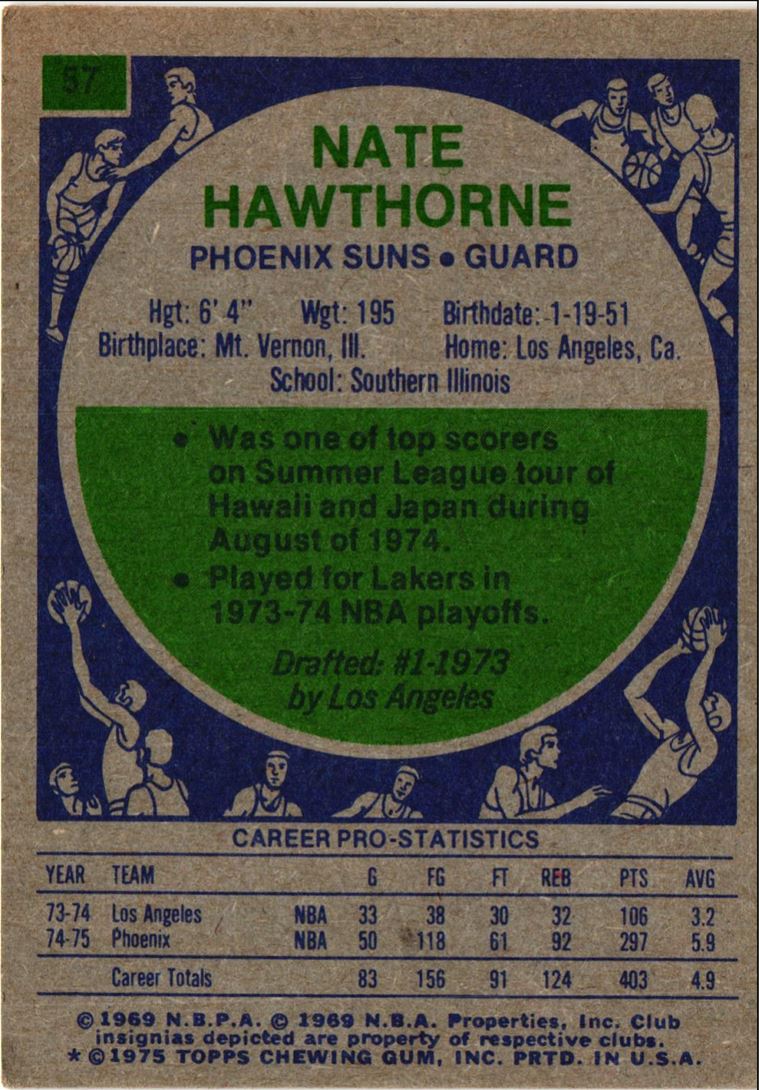 57
NATE
HAWTHORNE
PHOENIX SUNS • GUARD
Hgt: 6' 4" Wgt: 195 Birthdate: 1-19-51
Birthplace: Mt. Vernon, Ill. Home: Los Angeles, Ca.
School: Southern Illinois
• Was one of top scorers
on Summer League tour of
Hawaii and Japan during
August of 1974.
• Played for Lakers in
1973-74 NBA playoffs.
Drafted: #1-1973
by Los Angeles
CAREER PRO-STATISTICS
YEAR TEAM G FG FT REB PTS AVG
73-74 Los Angeles NBA 33 38 30 32 106 3.2
74-75 Phoenix NBA 50 118 61 92 297 5.9
Career Totals 83 156 91 124 403 4.9
© 1969 N.B.P.A. © 1969 N.B.A. Properties, Inc. Club
insignias depicted are property of respective clubs.
* © 1975 TOPPS CHEWING GUM, INC. PRTD. IN U.S.A.